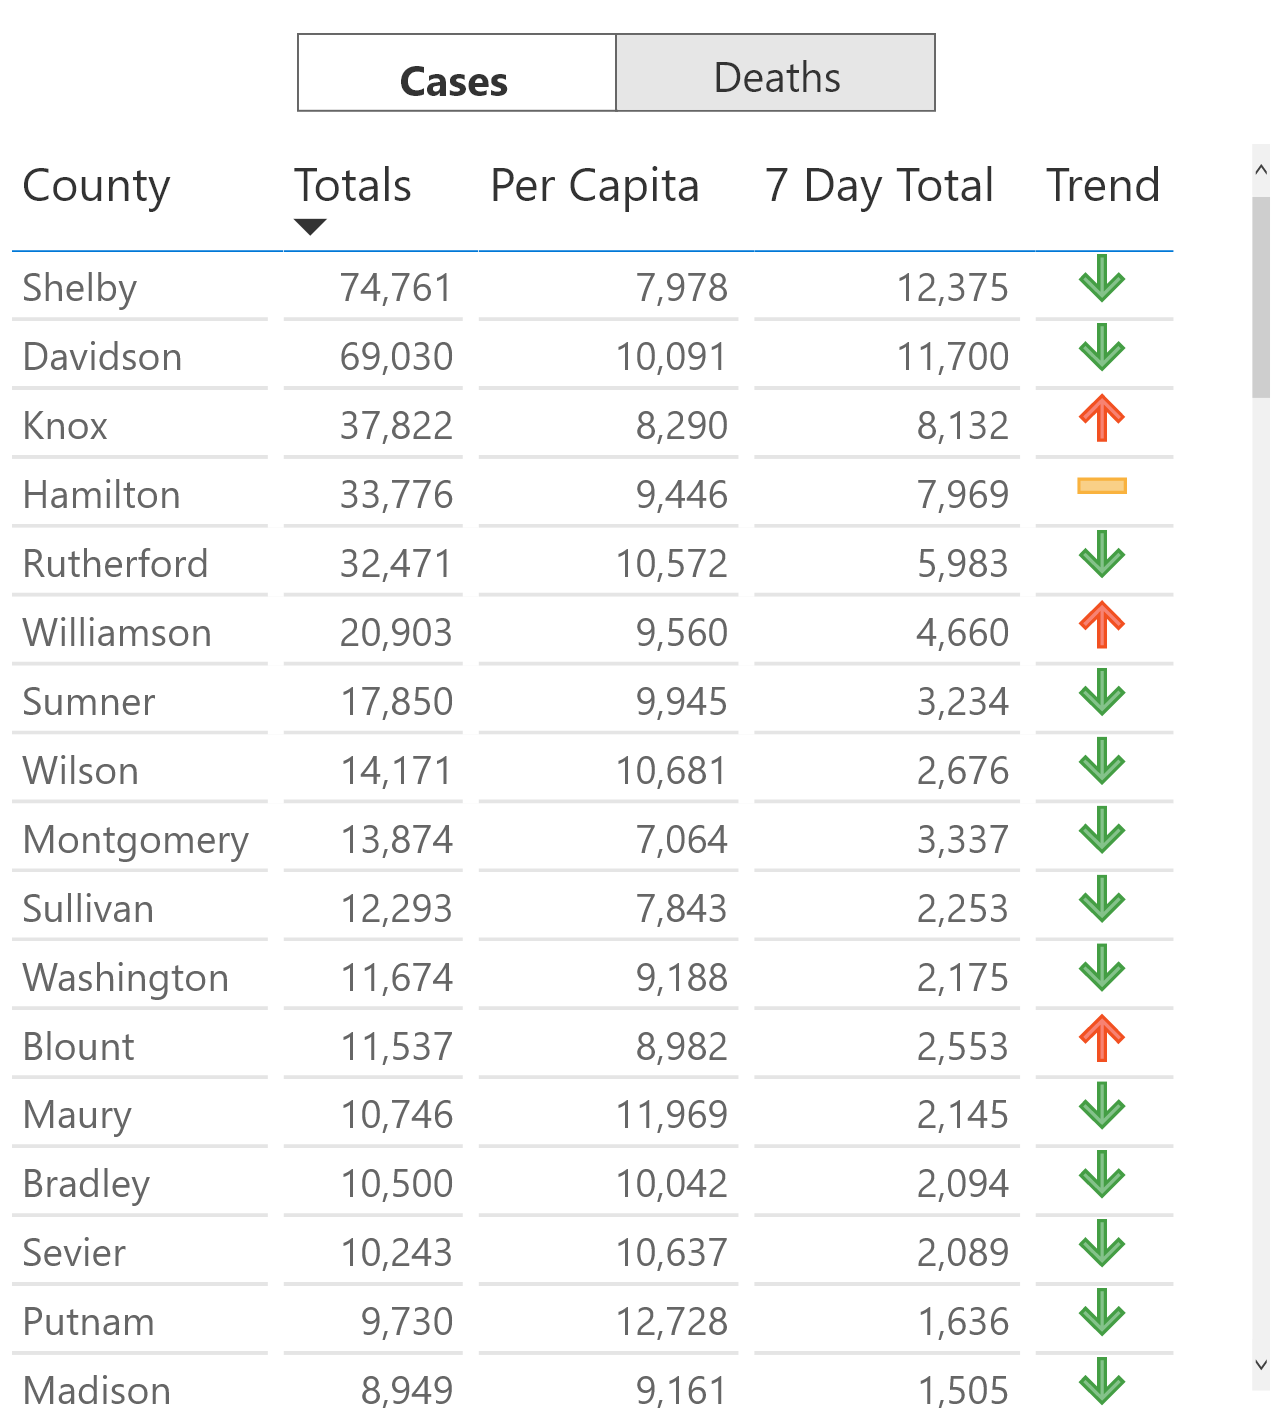 Cases Deaths
County Totals Per Capita 7 Day Total Trend
Shelby 74,761 7,978 12,375
Davidson 69,030 10,091 11,700
Knox 37,822 8,290 8,132
Hamilton 33,776 9,446 7,969
Rutherford 32,471 10,572 5,983
Williamson 20,903 9,560 4,660
Sumner 17,850 9,945 3,234
Wilson 14,171 10,681 2,676
Montgomery 13,874 7,064 3,337
Sullivan 12,293 7,843 2,253
Washington 11,674 9,188 2,175
Blount 11,537 8,982 2,553
Maury 10,746 11,969 2,145
Bradley 10,500 10,042 2,094
Sevier 10,243 10,637 2,089
Putnam 9,730 12,728 1,636
Madison 8,949 9,161 1,505